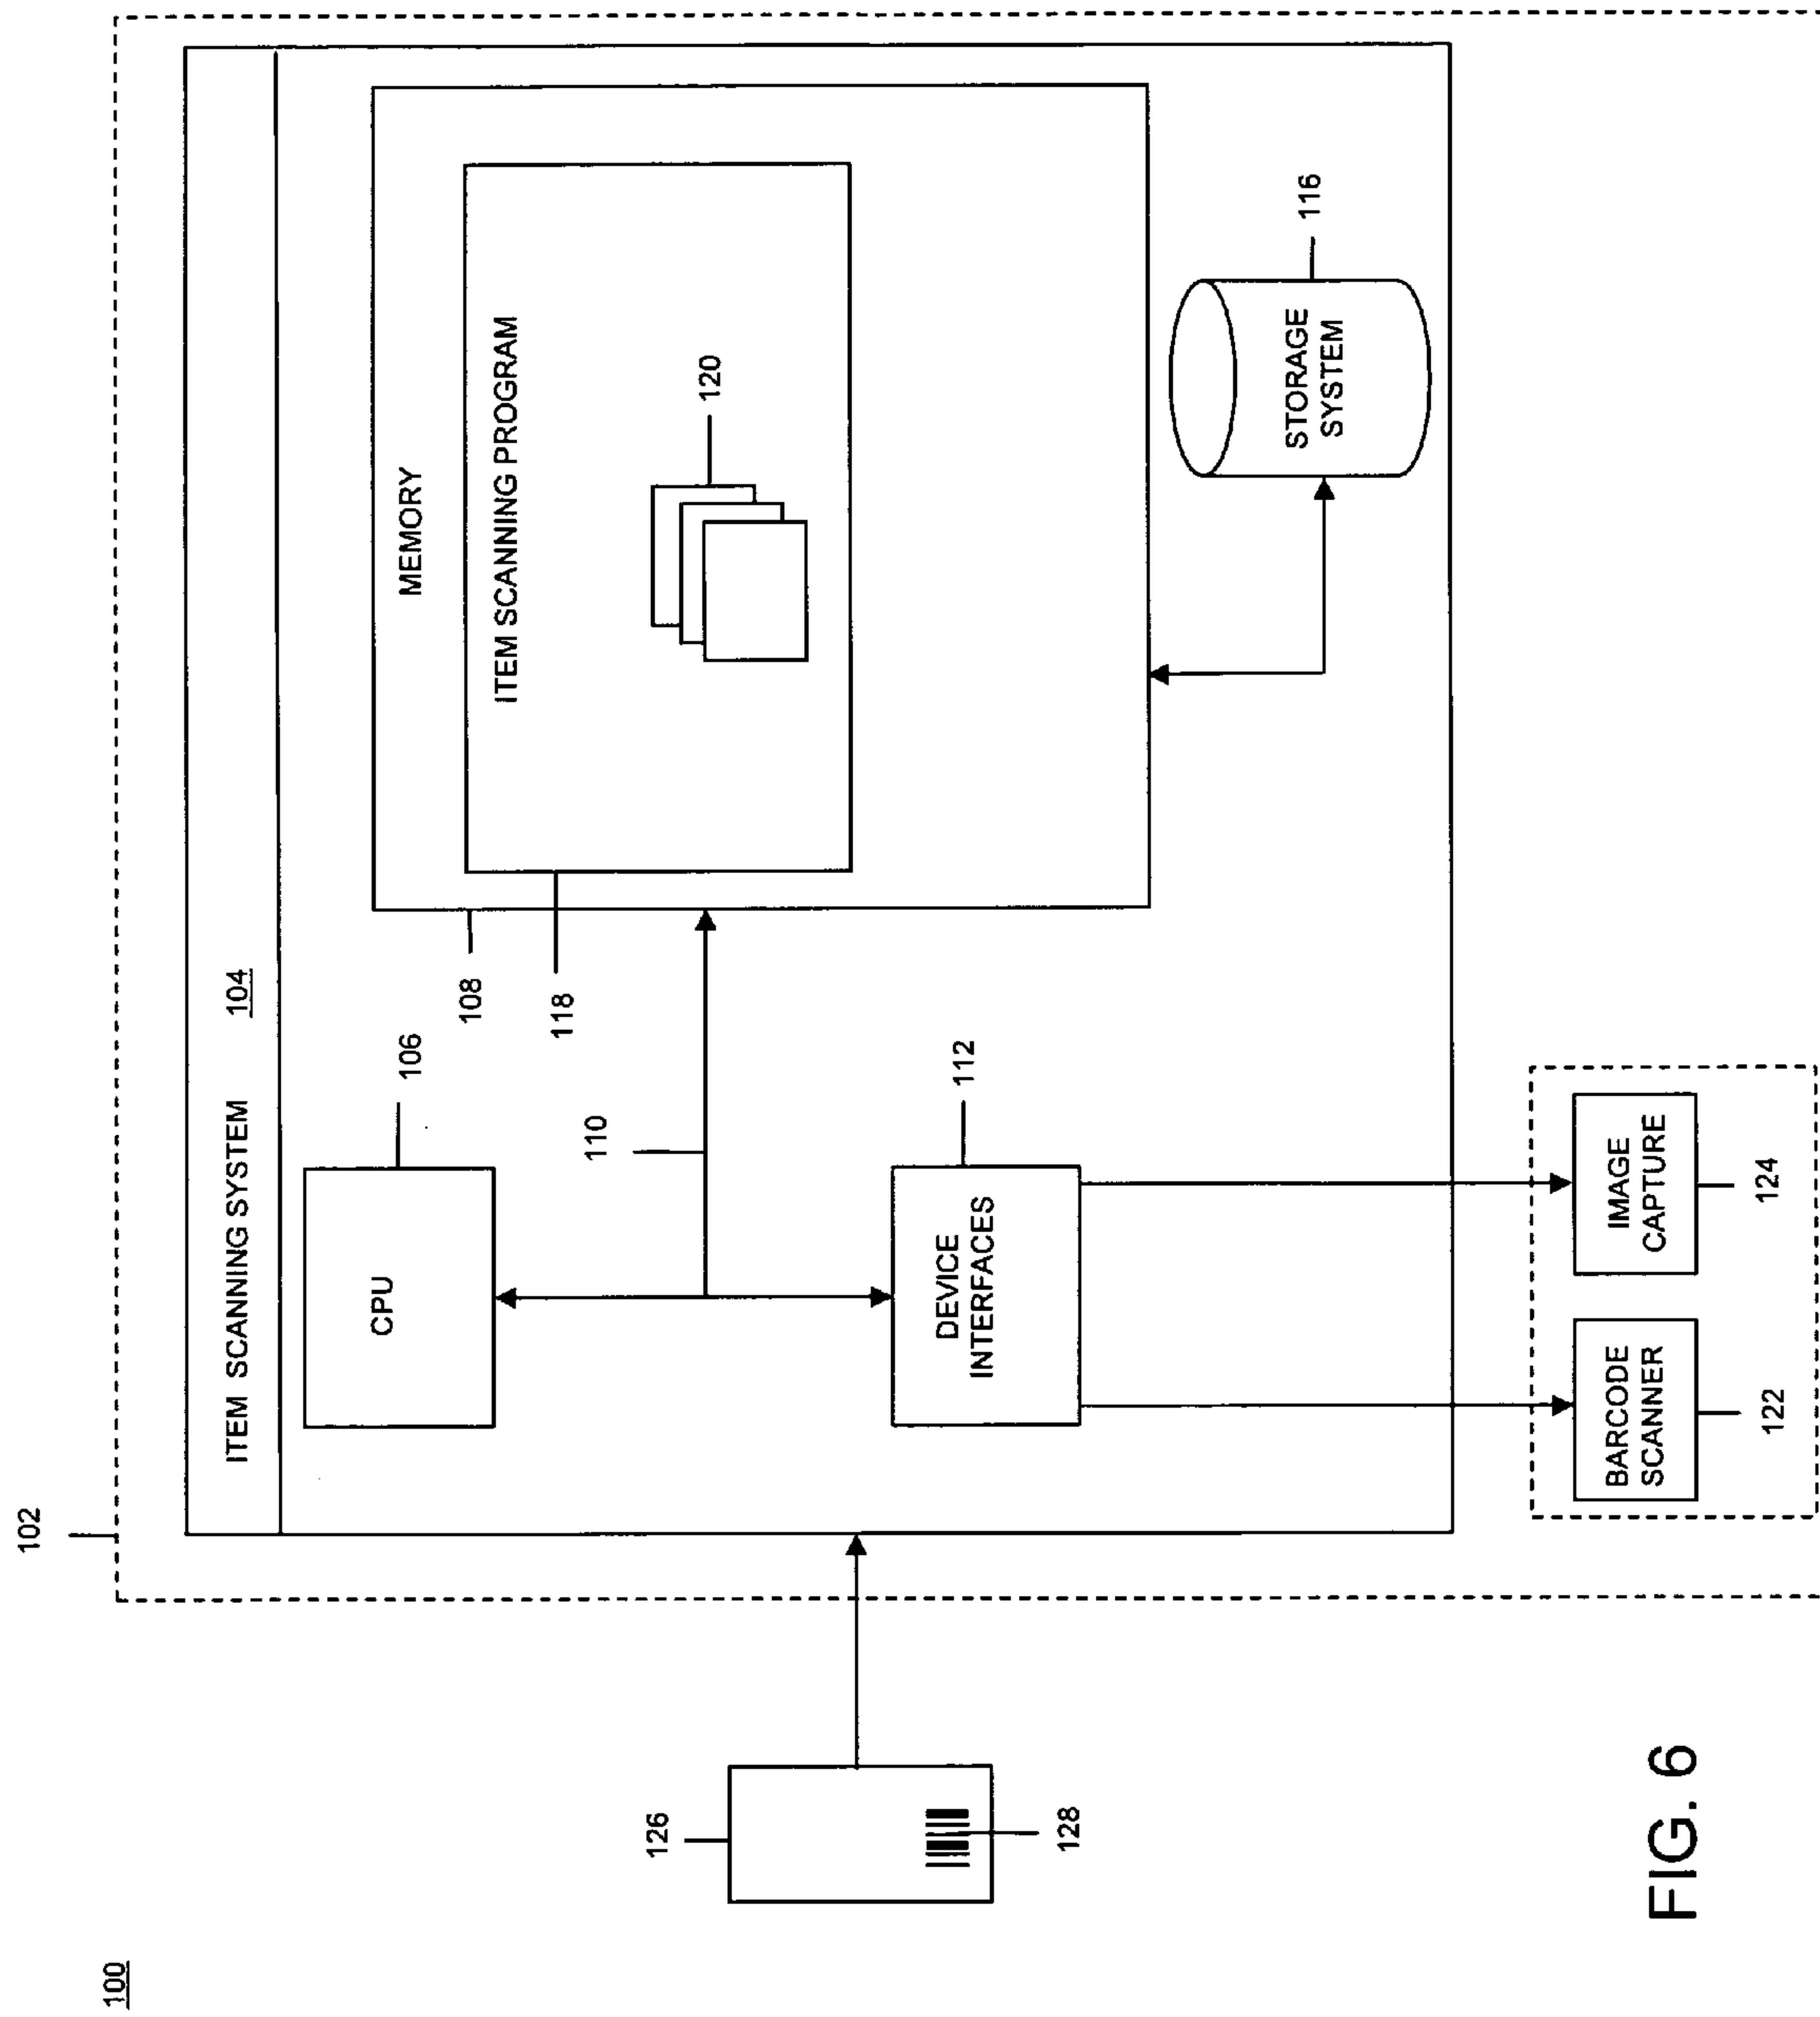 100
102
ITEM SCANNING SYSTEM 104
CPU
106
MEMORY
108
ITEM SCANNING PROGRAM
118
120
110
126
128
DEVICE
INTERFACES
112
STORAGE
SYSTEM
116
BARCODE
SCANNER
122
IMAGE
CAPTURE
124
FIG. 6